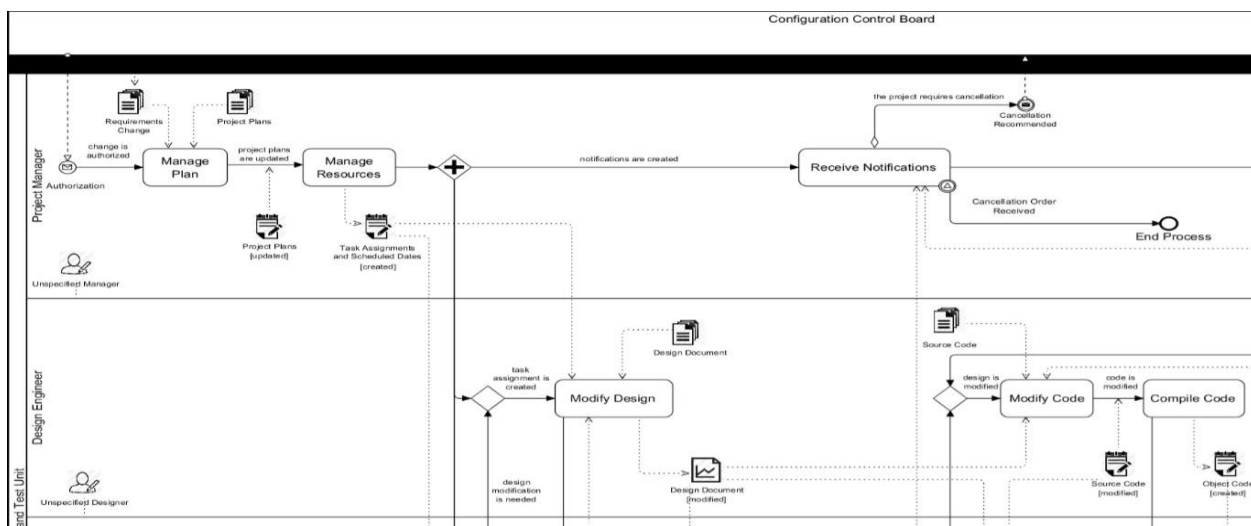 Configuration Control Board
the project requires cancellation
Cancellation
Recommended
Requirements
Change
Project Plans
change is
authorized
project plans
are updated
Manage
Plan
Manage
Resources
notifications are created
Receive Notifications
Authorization
Cancellation Order
Received
End Process
Project Plans
[updated]
Task Assignments
and Scheduled Dates
[created]
Project Manager
Unspecified Manager
Design Document
Source Code
task
assignment is
created
Modify Design
design is
modified
Modify Code
code is
modified
Compile Code
Design Engineer
design
modification
is needed
Design Document
[modified]
Source Code
[modified]
Object Code
[created]
Unspecified Designer
and Test Unit